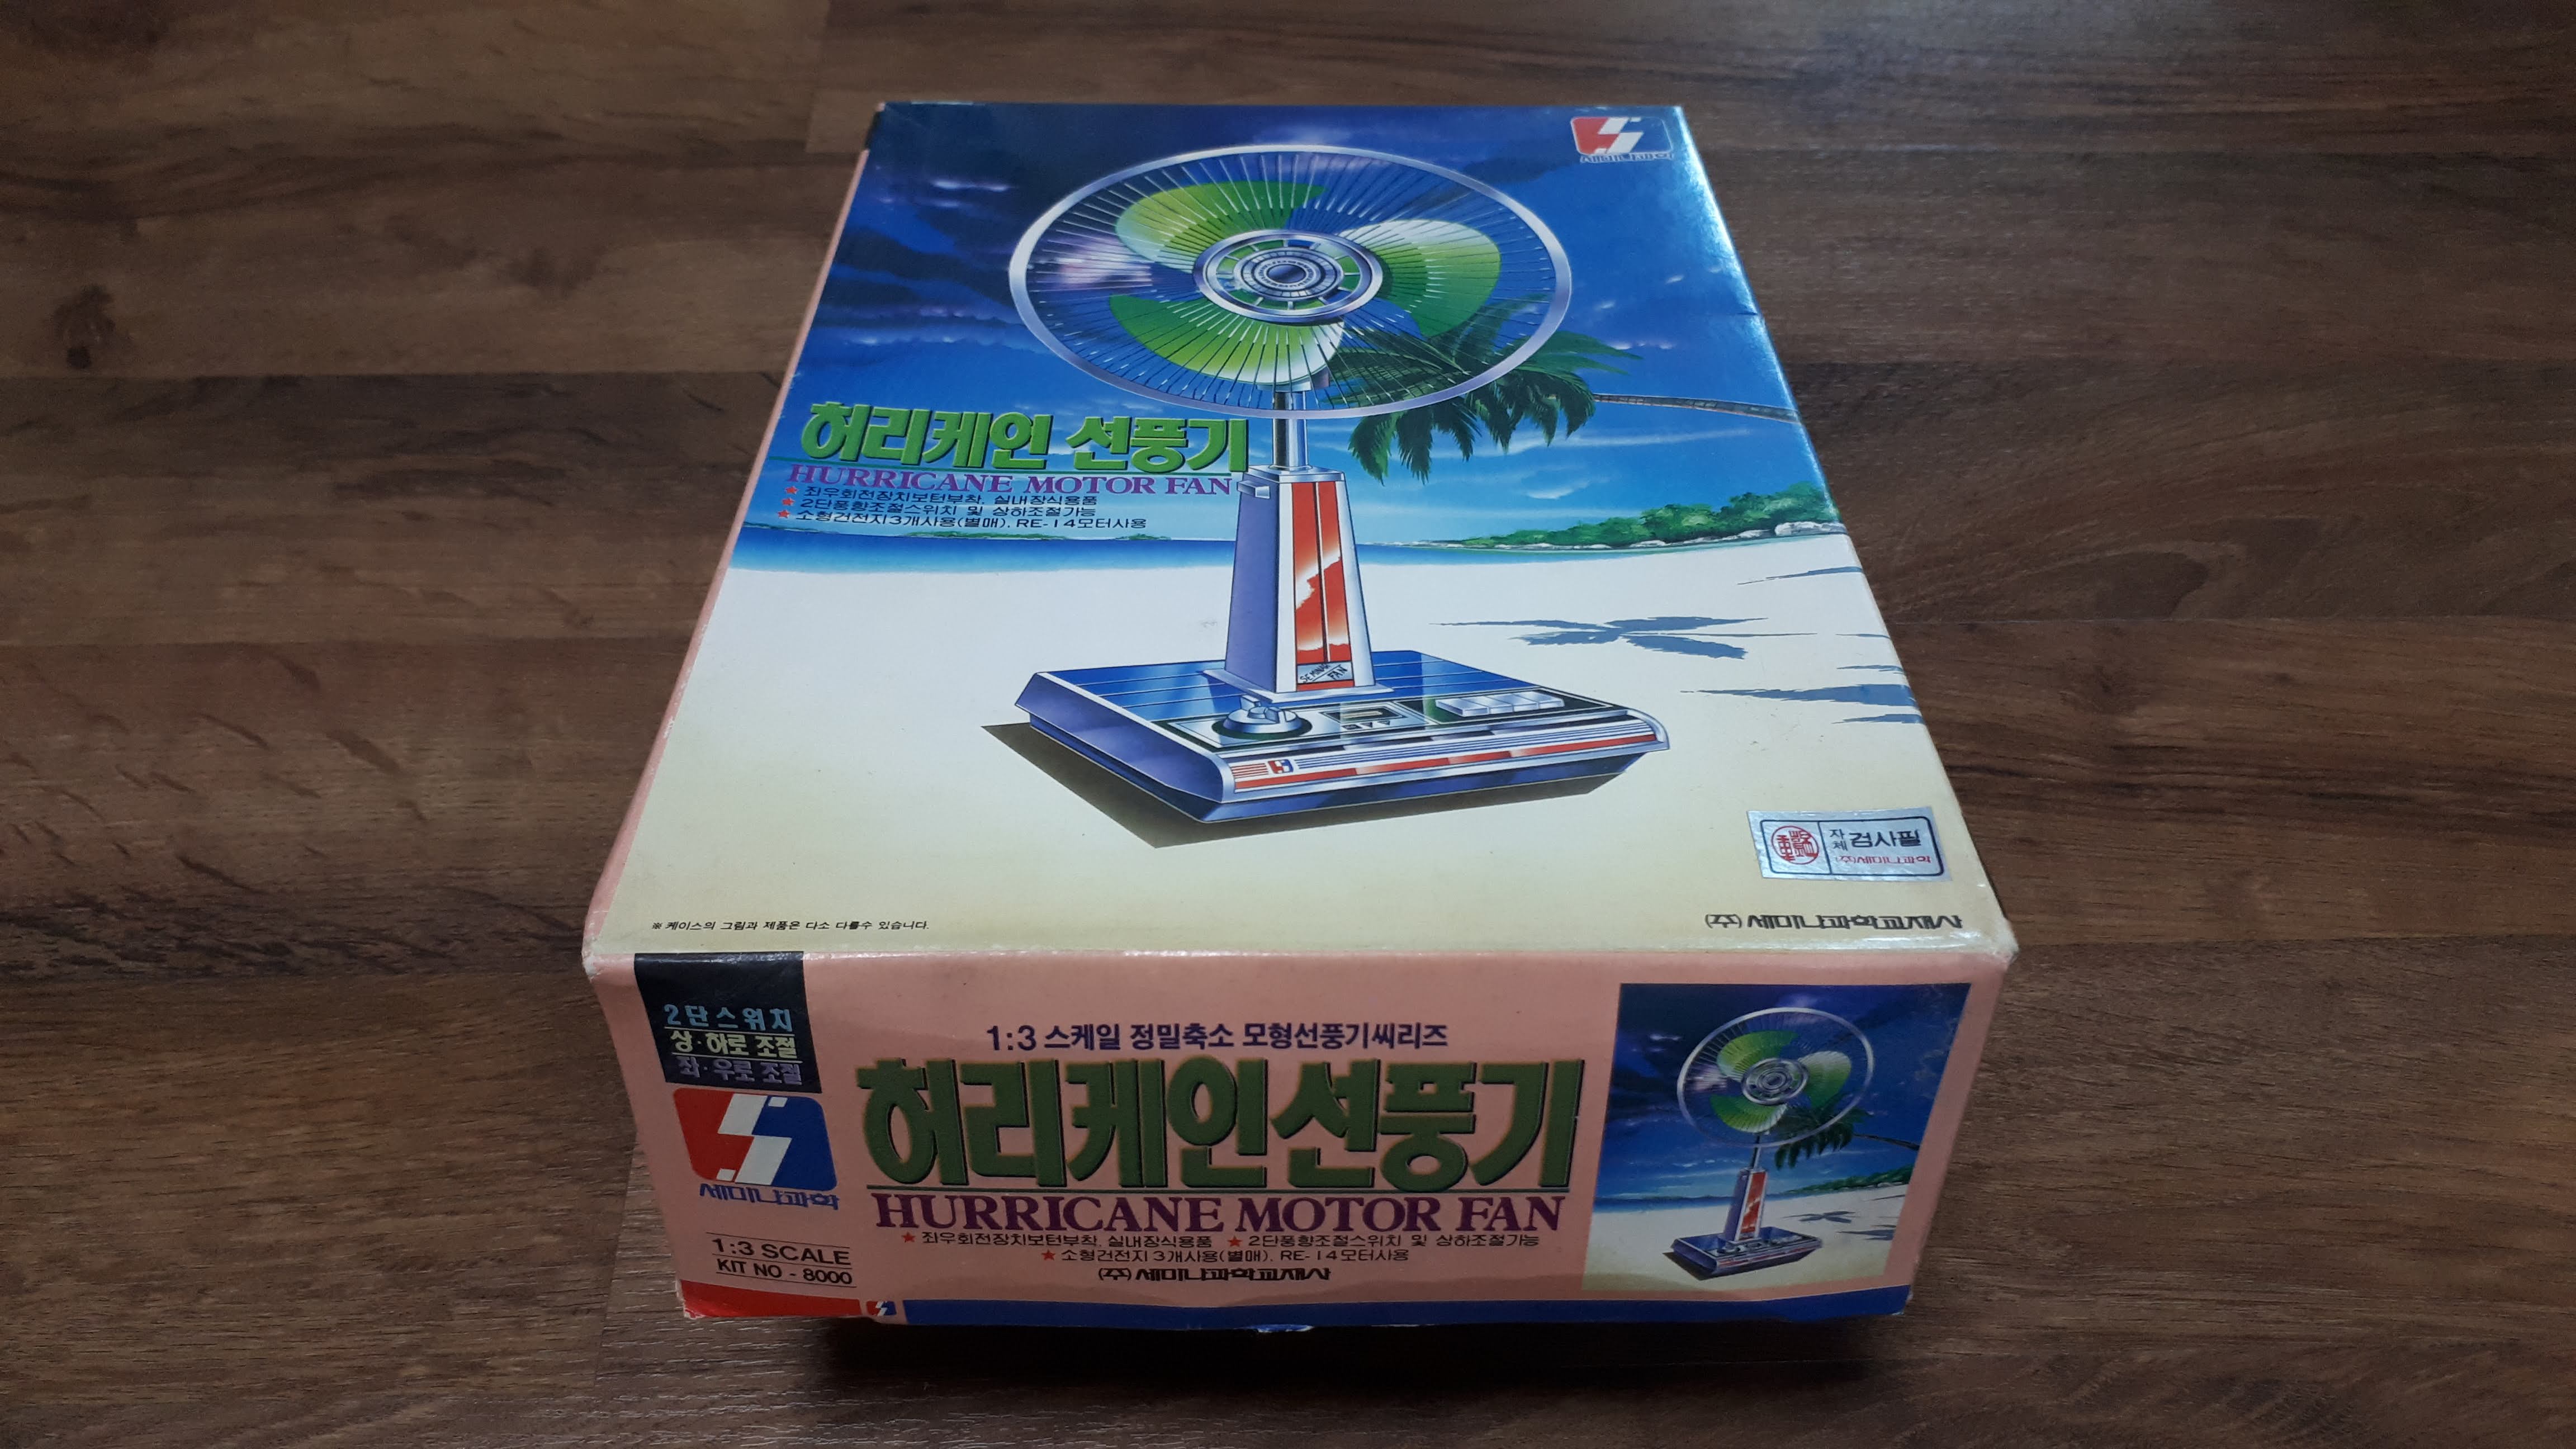 세미나과학
허리케인 선풍기
HURRICANE MOTOR FAN
★ 좌우회전장치보턴부착, 실내장식용품
★ 2단풍향조절스위치 및 상하조절가능
★ 소형건전지3개사용(별매), RE-14모터사용
FAN
자체 검사필
(주)세미나과학
※ 케이스의 그림과 제품은 다소 다를수 있습니다.
(주)세미나과학교재사
2단스위치
상·하로 조절
좌·우로 조절
세미나과학
1:3 SCALE
KIT NO - 8000
1:3 스케일 정밀축소 모형선풍기씨리즈
허리케인선풍기
HURRICANE MOTOR FAN
★ 좌우회전장치보턴부착, 실내장식용품 ★ 2단풍향조절스위치 및 상하조절가능
★ 소형건전지3개사용(별매), RE-14모터사용
(주)세미나과학교재사